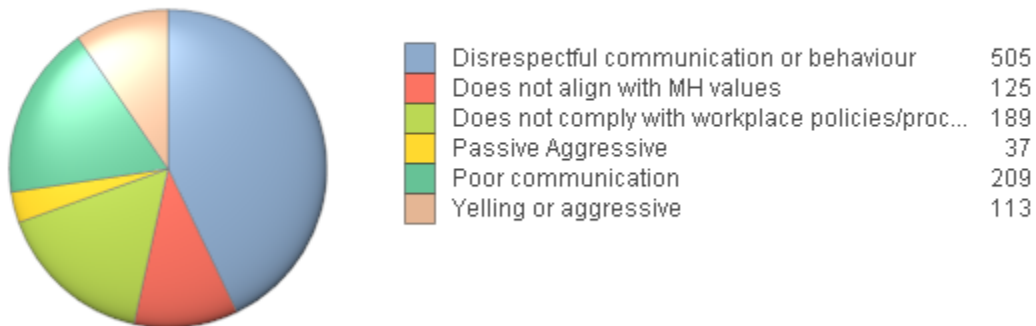 Disrespectful communication or behaviour 505
Does not align with MH values 125
Does not comply with workplace policies/proc... 189
Passive Aggressive 37
Poor communication 209
Yelling or aggressive 113